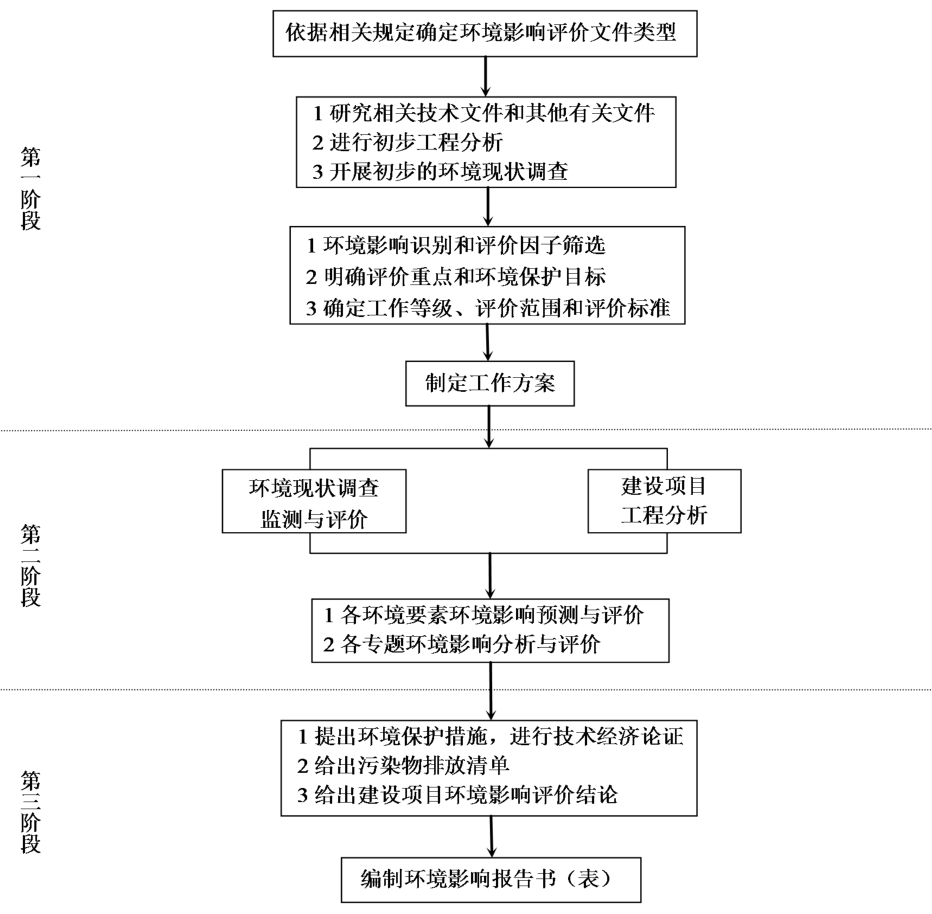 依据相关规定确定环境影响评价文件类型
1 研究相关技术文件和其他有关文件
2 进行初步工程分析
3 开展初步的环境现状调查
第一阶段
1 环境影响识别和评价因子筛选
2 明确评价重点和环境保护目标
3 确定工作等级、评价范围和评价标准
制定工作方案
环境现状调查
监测与评价
建设项目
工程分析
第二阶段
1 各环境要素环境影响预测与评价
2 各专题环境影响分析与评价
1 提出环境保护措施，进行技术经济论证
2 给出污染物排放清单
3 给出建设项目环境影响评价结论
第三阶段
编制环境影响报告书（表）